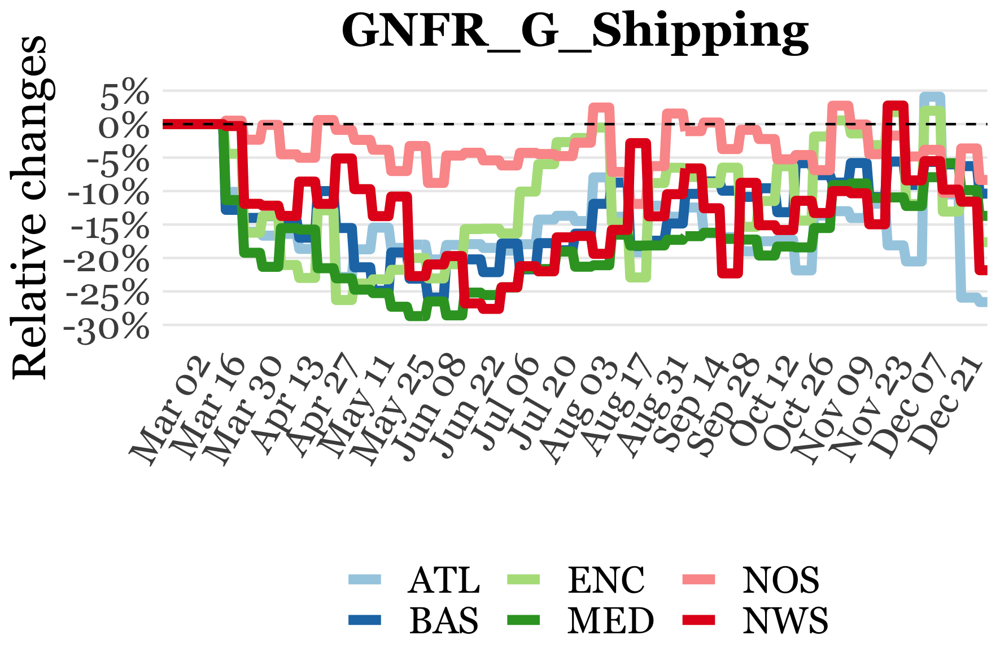 GNFR_G_Shipping
Relative changes
5%
0%
-5%
-10%
-15%
-20%
-25%
-30%
Mar 02
Mar 16
Mar 30
Apr 13
Apr 27
May 11
May 25
Jun 08
Jun 22
Jul 06
Jul 20
Aug 03
Aug 17
Aug 31
Sep 14
Sep 28
Oct 12
Oct 26
Nov 09
Nov 23
Dec 07
Dec 21
ATL ENC NOS
BAS MED NWS